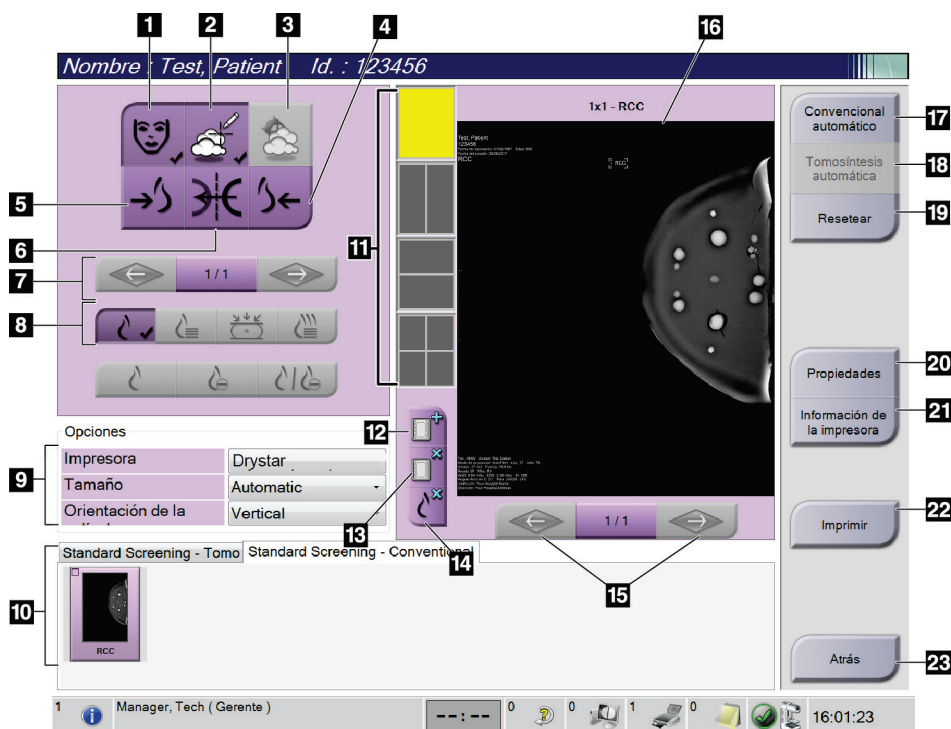 1 2 3 4 16
Nombre : Test, Patient Id. : 123456
1x1 - RCC
Test, Patient
123456
RCC
RCC
Convencional
automático
17
Tomosíntesis
automática
18
Resetear
19
5
6
11
7
1/1
8
Propiedades
20
Información de
la impresora
21
Opciones
12
9
Impresora
Drystar
Tamaño
Automatic
Orientación de la
Vertical
13
14
1/1
15
Imprimir
22
Standard Screening - Tomo
Standard Screening - Conventional
10
RCC
Atrás
23
1
Manager, Tech ( Gerente )
--:--
0
0
1
0
16:01:23